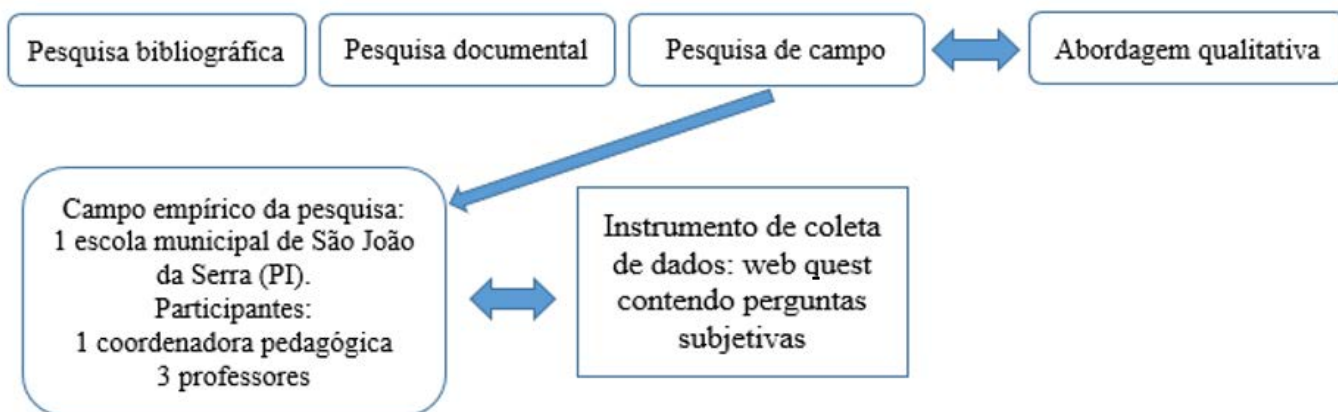 Pesquisa bibliográfica
Pesquisa documental
Pesquisa de campo
Abordagem qualitativa
Campo empírico da pesquisa:
1 escola municipal de São João
da Serra (PI).
Participantes:
1 coordenadora pedagógica
3 professores
Instrumento de coleta
de dados: web quest
contendo perguntas
subjetivas